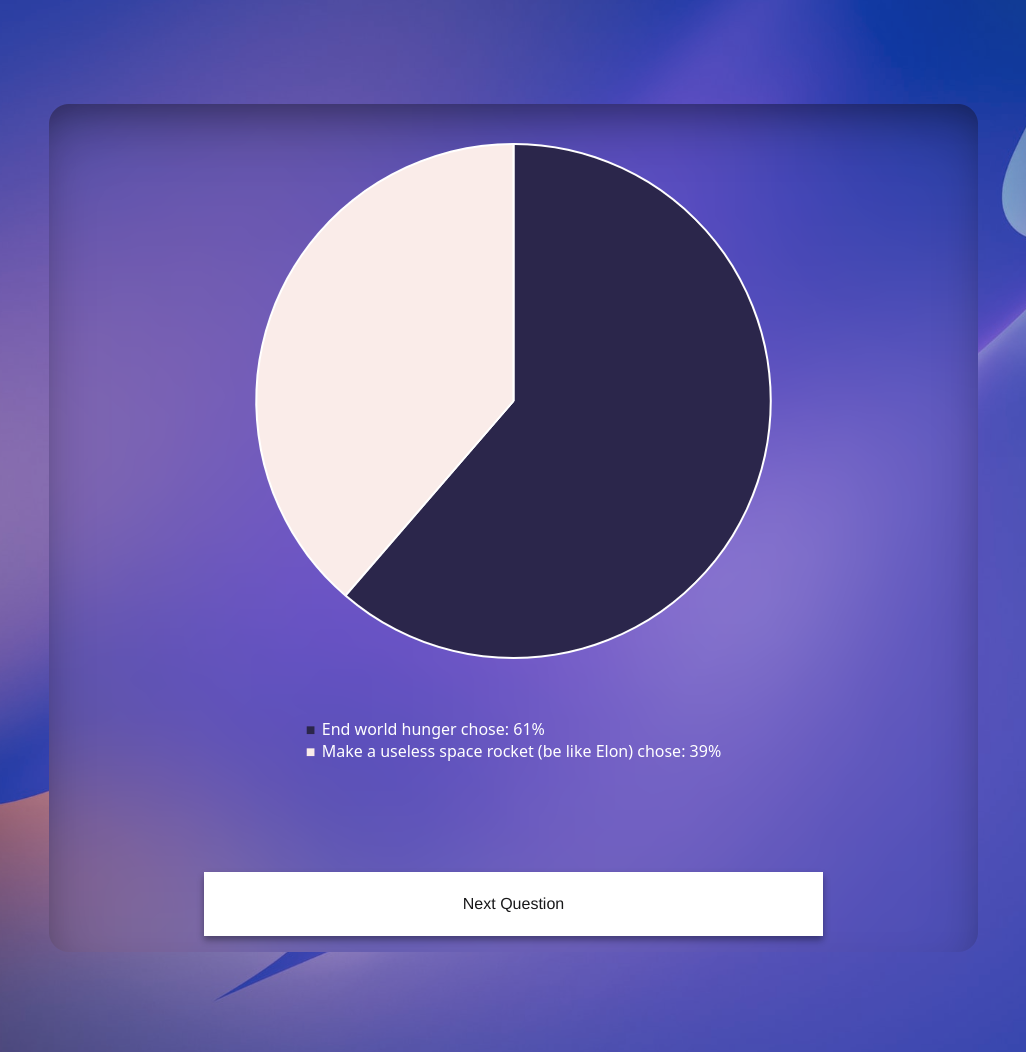 End world hunger chose: 61%
Make a useless space rocket (be like Elon) chose: 39%
Next Question